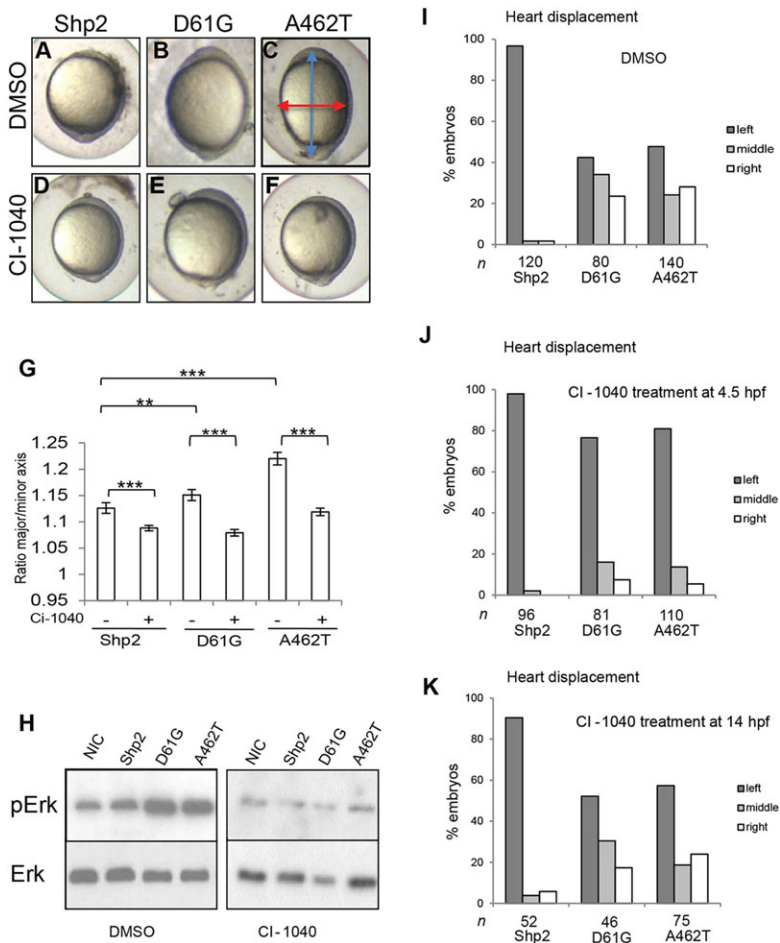 Shp2 D61G A462T
DMSO A B C
CI-1040 D E F
G
*** 
**
*** *** ***
Ratio major/minor axis
1.25
1.2
1.15
1.1
1.05
1
0.95
Ci-1040 - + - + - +
Shp2 D61G A462T
H
NIC Shp2 D61G A462T NIC Shp2 D61G A462T
pErk
Erk
DMSO CI-1040
I
Heart displacement
DMSO
% embryos
100
80
60
40
20
0
left
middle
right
n 120 80 140
Shp2 D61G A462T
J
Heart displacement
CI-1040 treatment at 4.5 hpf
% embryos
100
80
60
40
20
0
left
middle
right
n 96 81 110
Shp2 D61G A462T
K
Heart displacement
CI-1040 treatment at 14 hpf
% embryos
100
80
60
40
20
0
left
middle
right
n 52 46 75
Shp2 D61G A462T